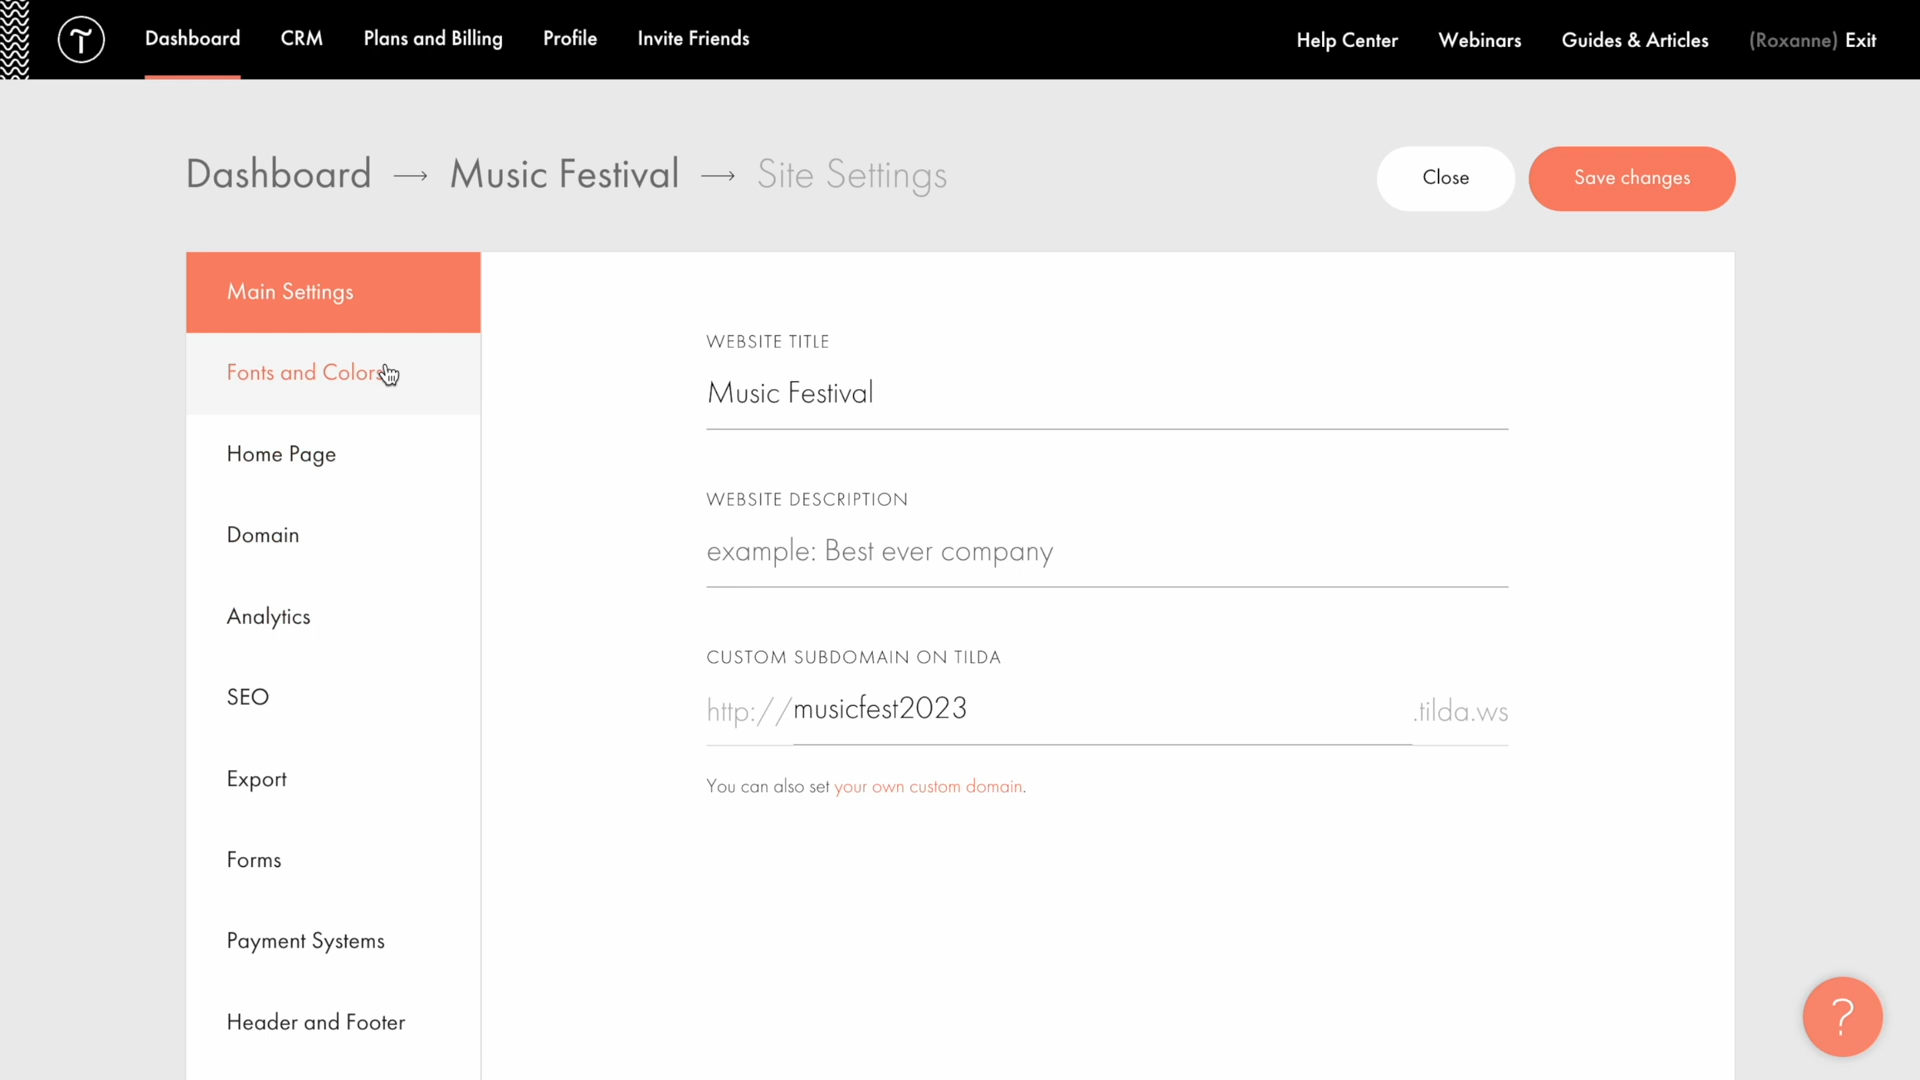 Dashboard CRM Plans and Billing Profile Invite Friends Help Center Webinars Guides & Articles (Roxanne) Exit
Dashboard → Music Festival → Site Settings
Close Save changes
Main Settings
Fonts and Colors
Home Page
Domain
Analytics
SEO
Export
Forms
Payment Systems
Header and Footer
WEBSITE TITLE
Music Festival
WEBSITE DESCRIPTION
example: Best ever company
CUSTOM SUBDOMAIN ON TILDA
http://musicfest2023 .tilda.ws
You can also set your own custom domain.
?